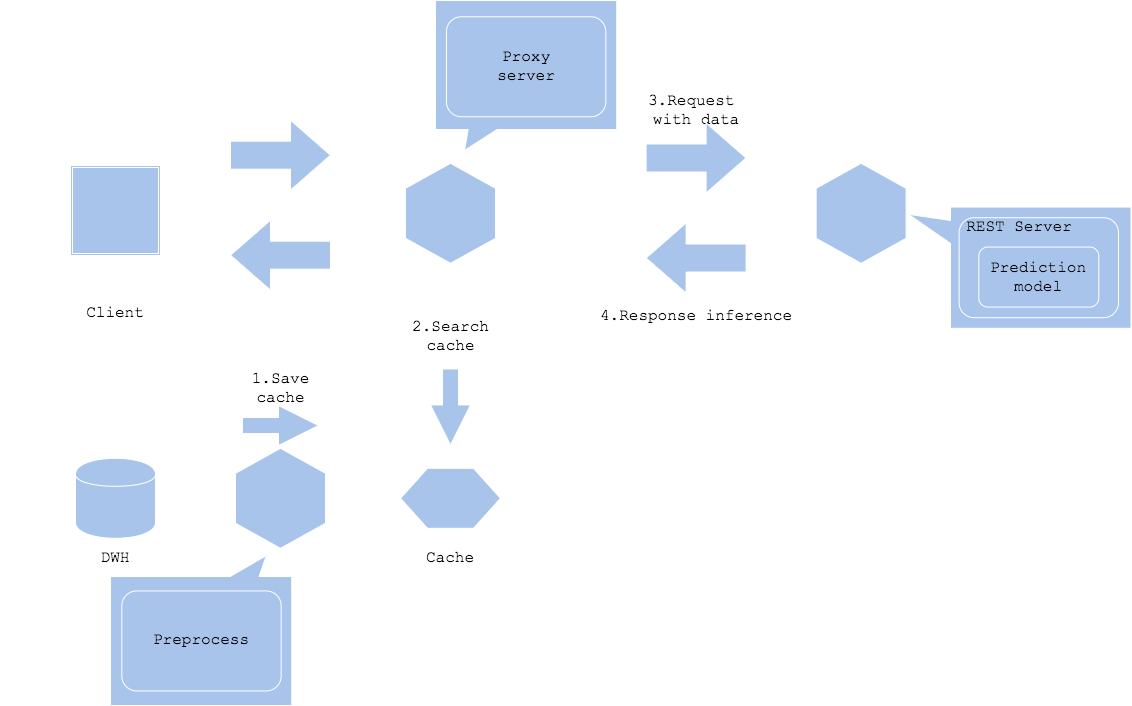 Proxy
server
3.Request
with data
REST Server
Prediction
model
Client
4.Response inference
2.Search
cache
1.Save
cache
DWH
Cache
Preprocess